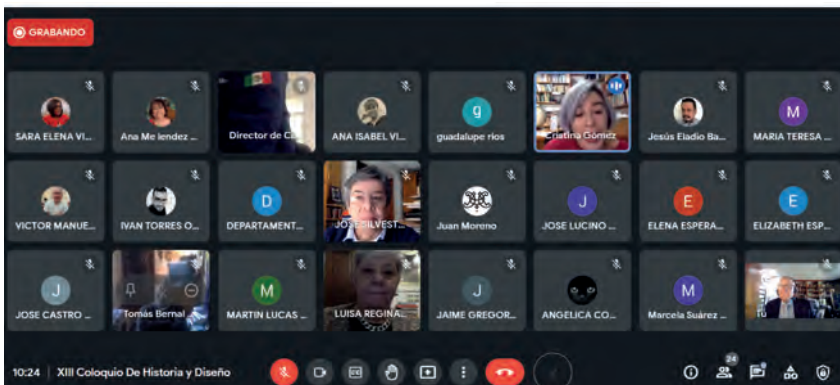 GRABANDO
SARA ELENA VI...
Ana Me lendez ...
Director de
ANA ISABEL VI...
g
guadalupe rios
Cristina Gómez
Jesús Eladio Ba...
M
MARIA TERESA ...
VICTOR MANUE...
IVAN TORRES O...
D
DEPARTAMENT...
JOSE SILVEST...
Juan Moreno
J
JOSE LUCINO ...
E
ELENA ESPERA...
E
ELIZABETH ESP...
J
JOSE CASTRO ...
Tomás Bernal ...
M
MARTIN LUCAS ...
LUISA REGINA...
J
JAIME GREGOR...
ANGELICA CO...
M
Marcela Suárez ...
10:24 | XIII Coloquio De Historia y Diseño
24